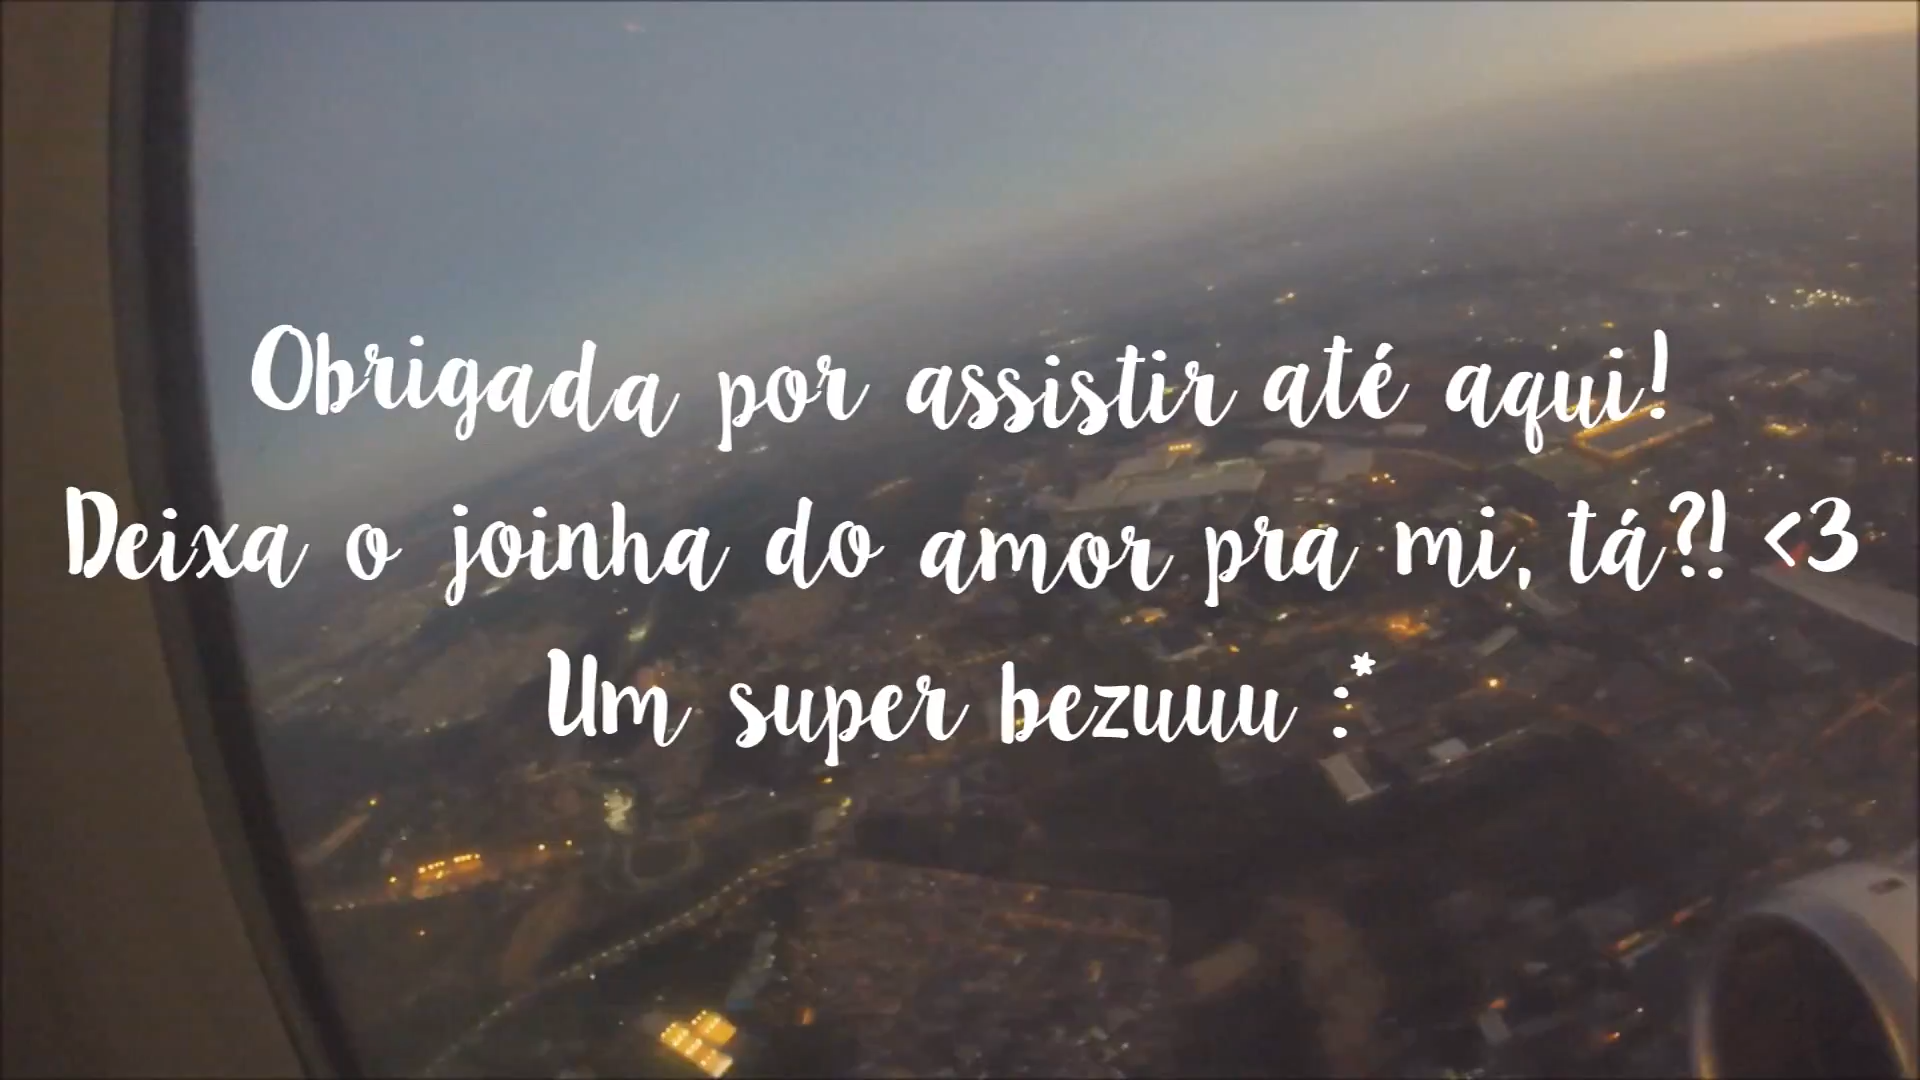 Obrigada por assistir até aqui!
Deixa o joinha do amor pra mi, tá?! <3
Um super bezuuu :*